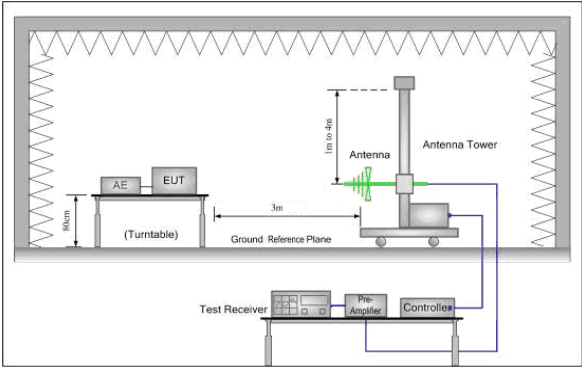 1m to 4m
Antenna Tower
Antenna
AE
EUT
3m
80cm
(Turntable)
Ground Reference Plane
Test Receiver
Pre-
Amplifier
Controller